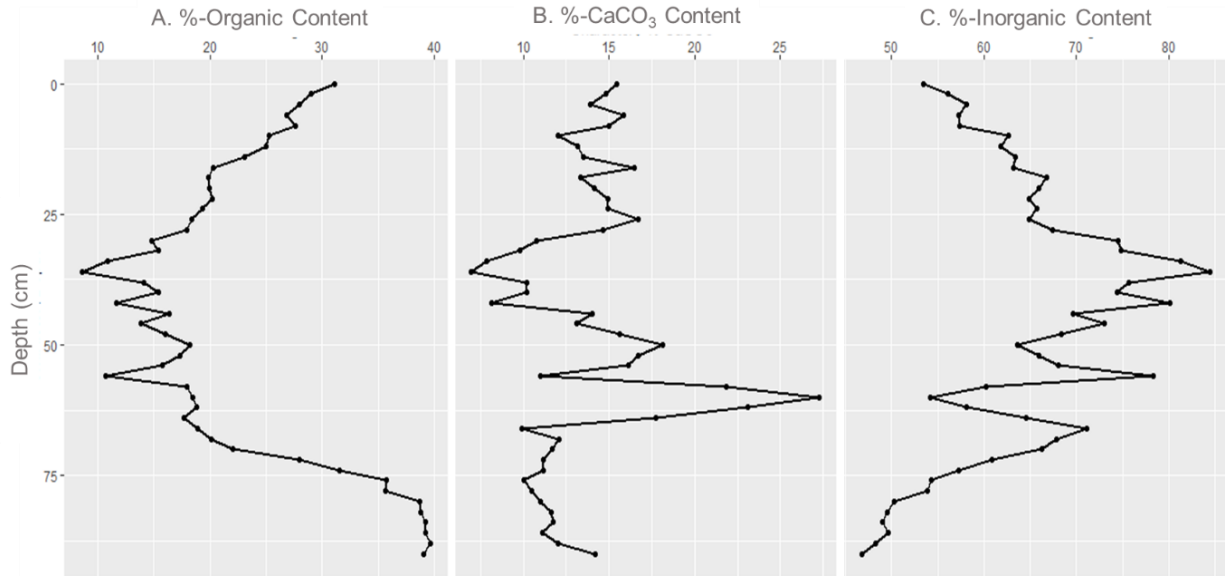 A. %-Organic Content
B. %-CaCO₃ Content
C. %-Inorganic Content
10 20 30 40
10 15 20 25
50 60 70 80
Depth (cm)
0
25
50
75